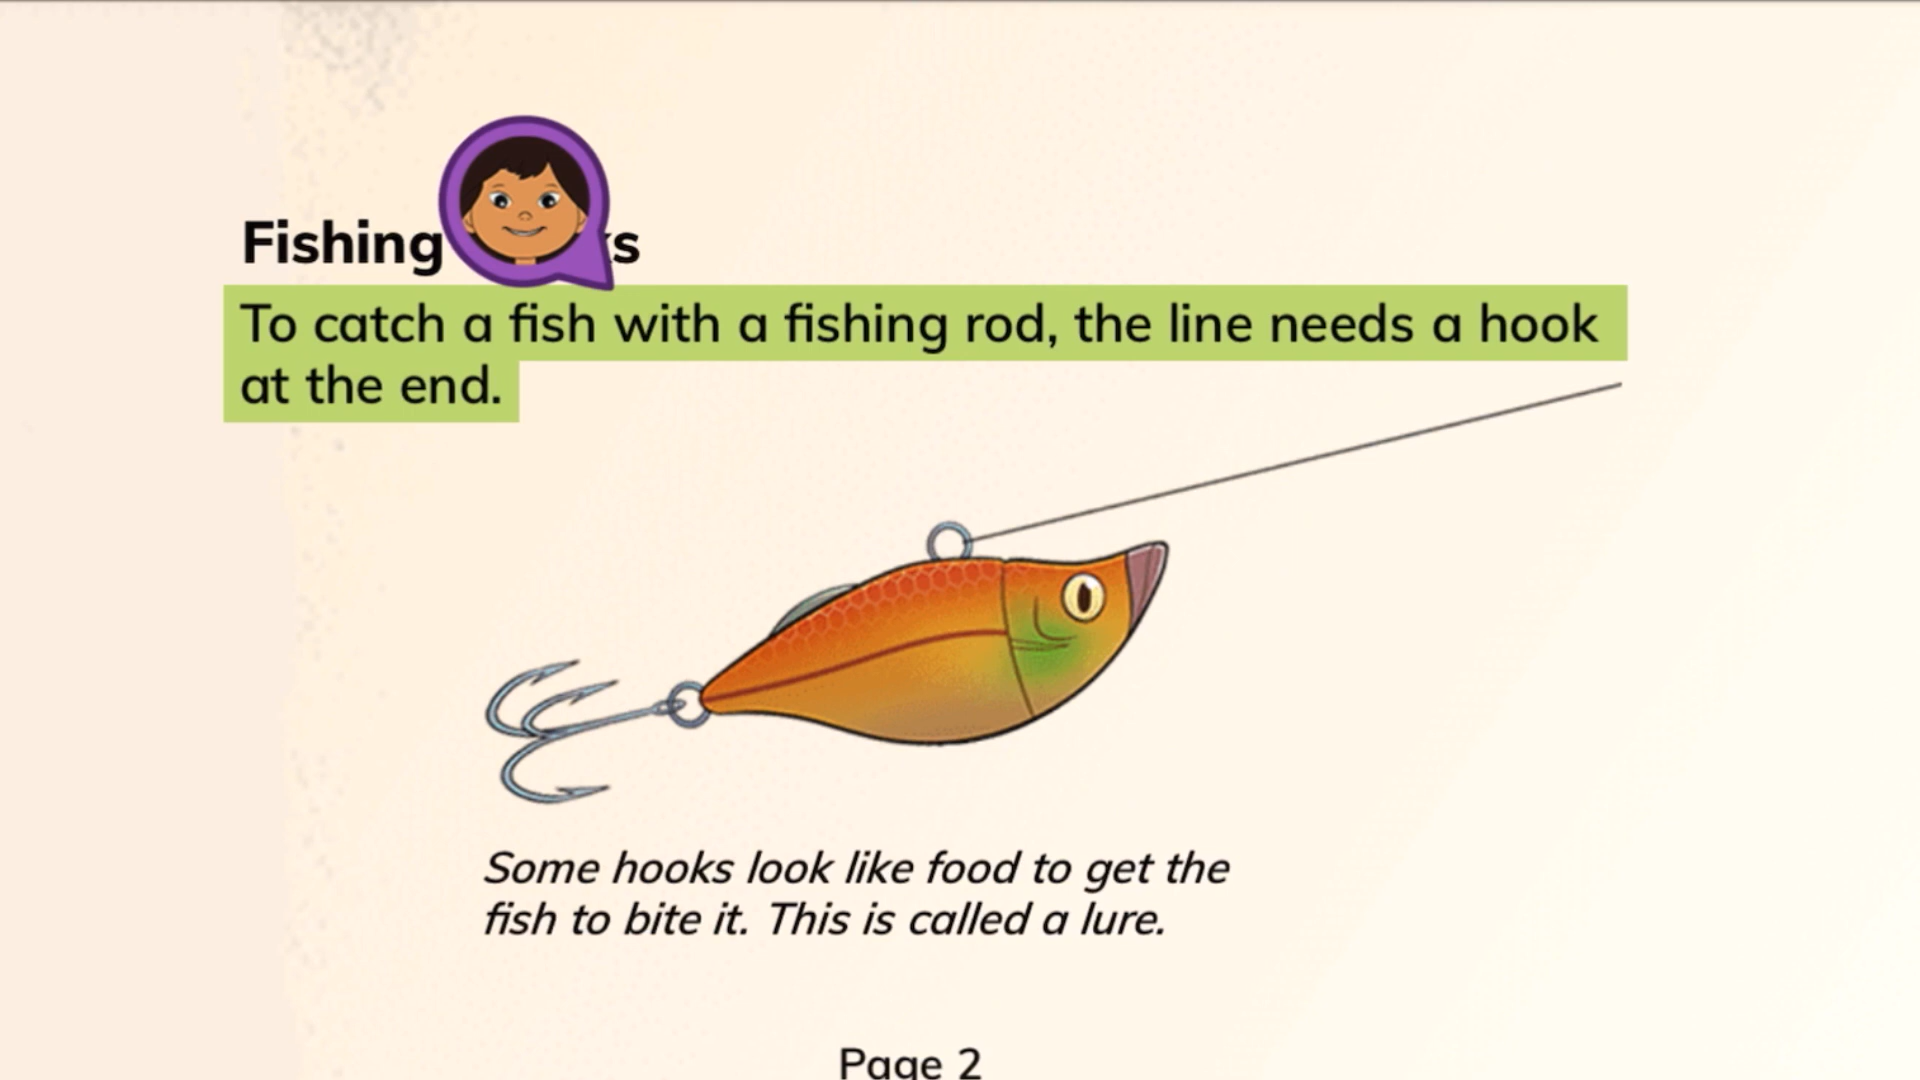 Fishing
To catch a fish with a fishing rod, the line needs a hook
at the end.
Some hooks look like food to get the
fish to bite it. This is called a lure.
Page 2